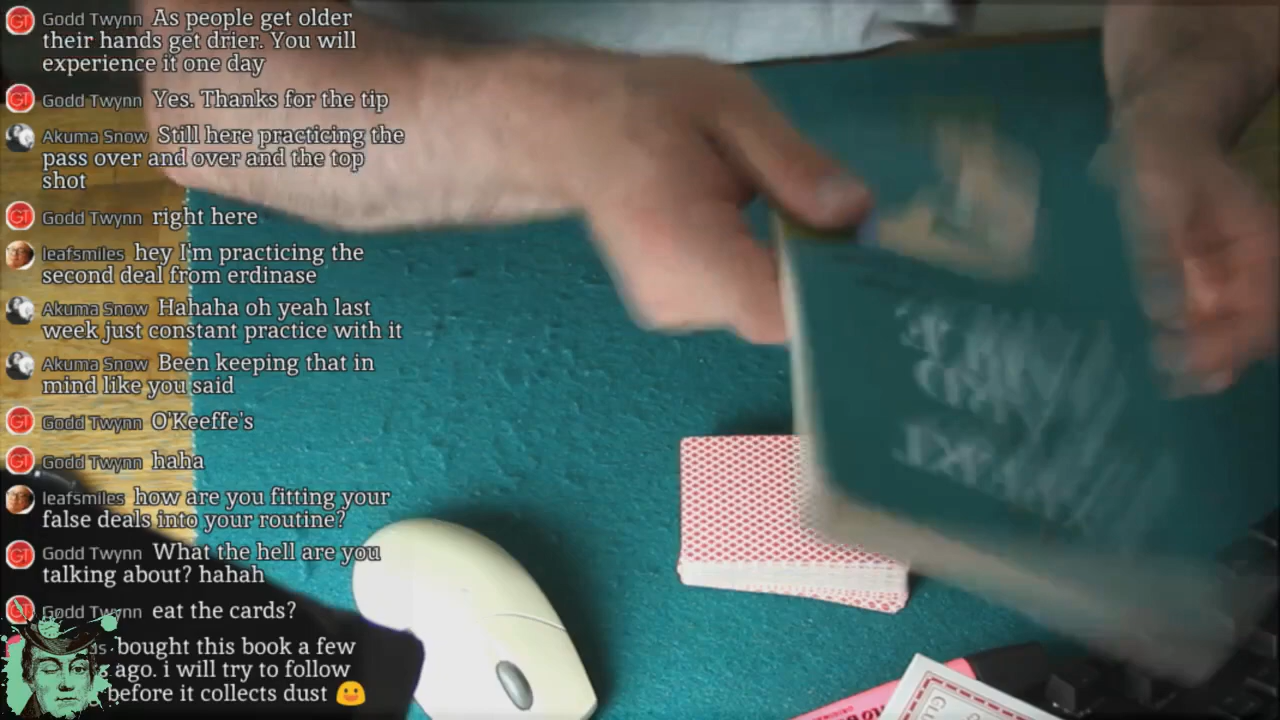 GT Godd Twynn As people get older
their hands get drier. You will
experience it one day
GT Godd Twynn Yes. Thanks for the tip
Akuma Snow Still here practicing the
pass over and over and the top
shot
GT Godd Twynn right here
leafsmiles hey I'm practicing the
second deal from erdinase
Akuma Snow Hahaha oh yeah last
week just constant practice with it
Akuma Snow Been keeping that in
mind like you said
GT Godd Twynn O'Keeffe's
GT Godd Twynn haha
leafsmiles how are you fitting your
false deals into your routine?
GT Godd Twynn What the hell are you
talking about? hahah
Godd Twynn eat the cards?
bought this book a few
ago. i will try to follow
before it collects dust 😃